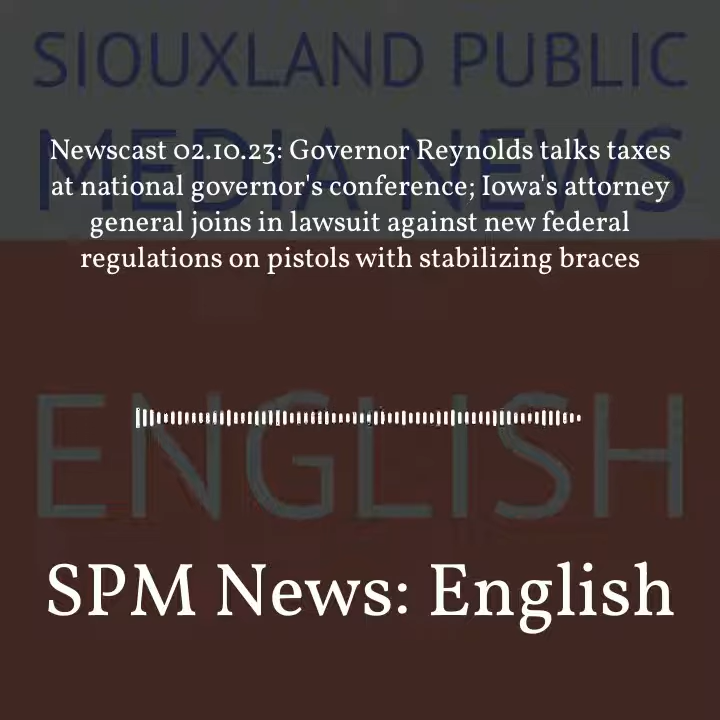 SIOUXLAND PUBLIC
MEDIA NEWS
Newscast 02.10.23: Governor Reynolds talks taxes
at national governor's conference; Iowa's attorney
general joins in lawsuit against new federal
regulations on pistols with stabilizing braces
ENGLISH
SPM News: English